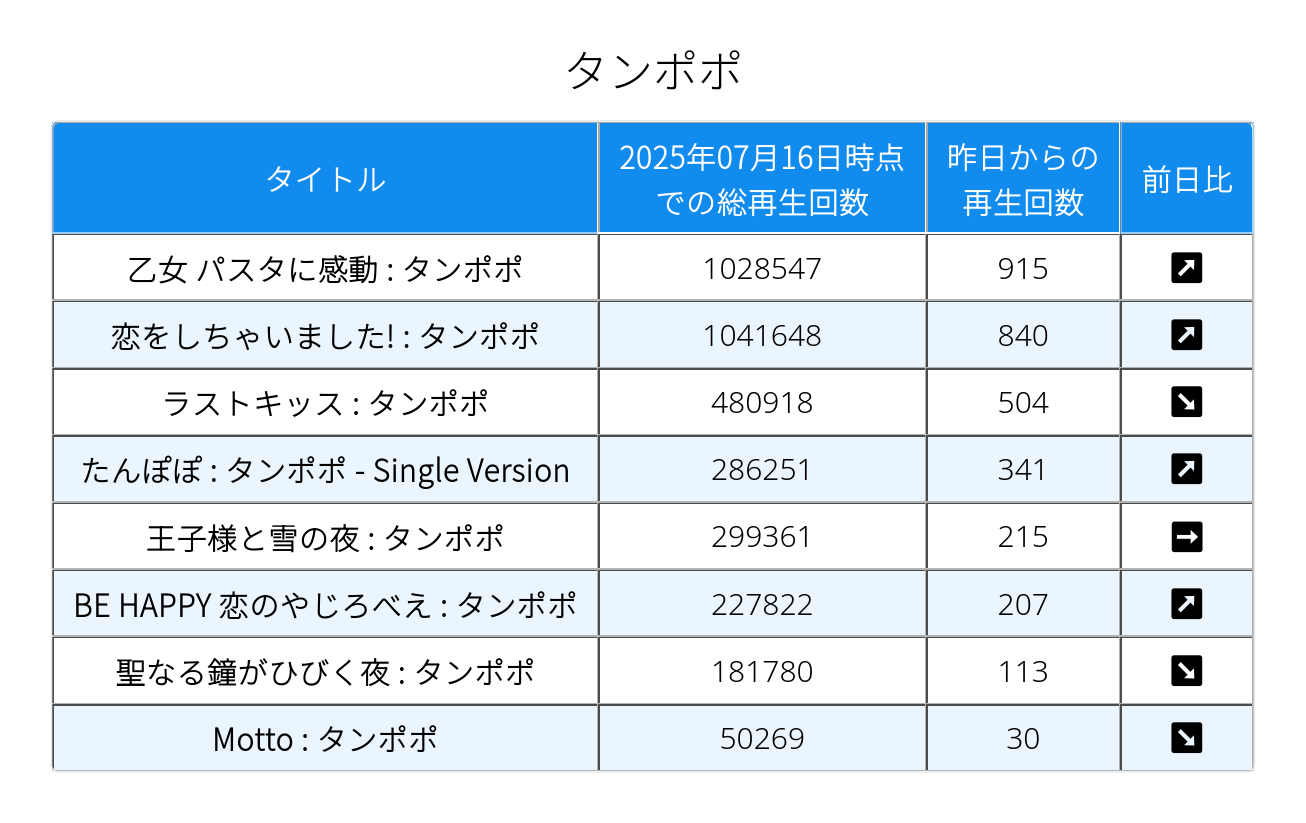 タンポポ
タイトル 2025年07月16日時点での総再生回数 昨日からの再生回数 前日比
乙女 パスタに感動 : タンポポ 1028547 915 ↗
恋をしちゃいました! : タンポポ 1041648 840 ↗
ラストキッス : タンポポ 480918 504 ↘
たんぽぽ : タンポポ - Single Version 286251 341 ↗
王子様と雪の夜 : タンポポ 299361 215 →
BE HAPPY 恋のやじろべえ : タンポポ 227822 207 ↗
聖なる鐘がひびく夜 : タンポポ 181780 113 ↘
Motto : タンポポ 50269 30 ↘